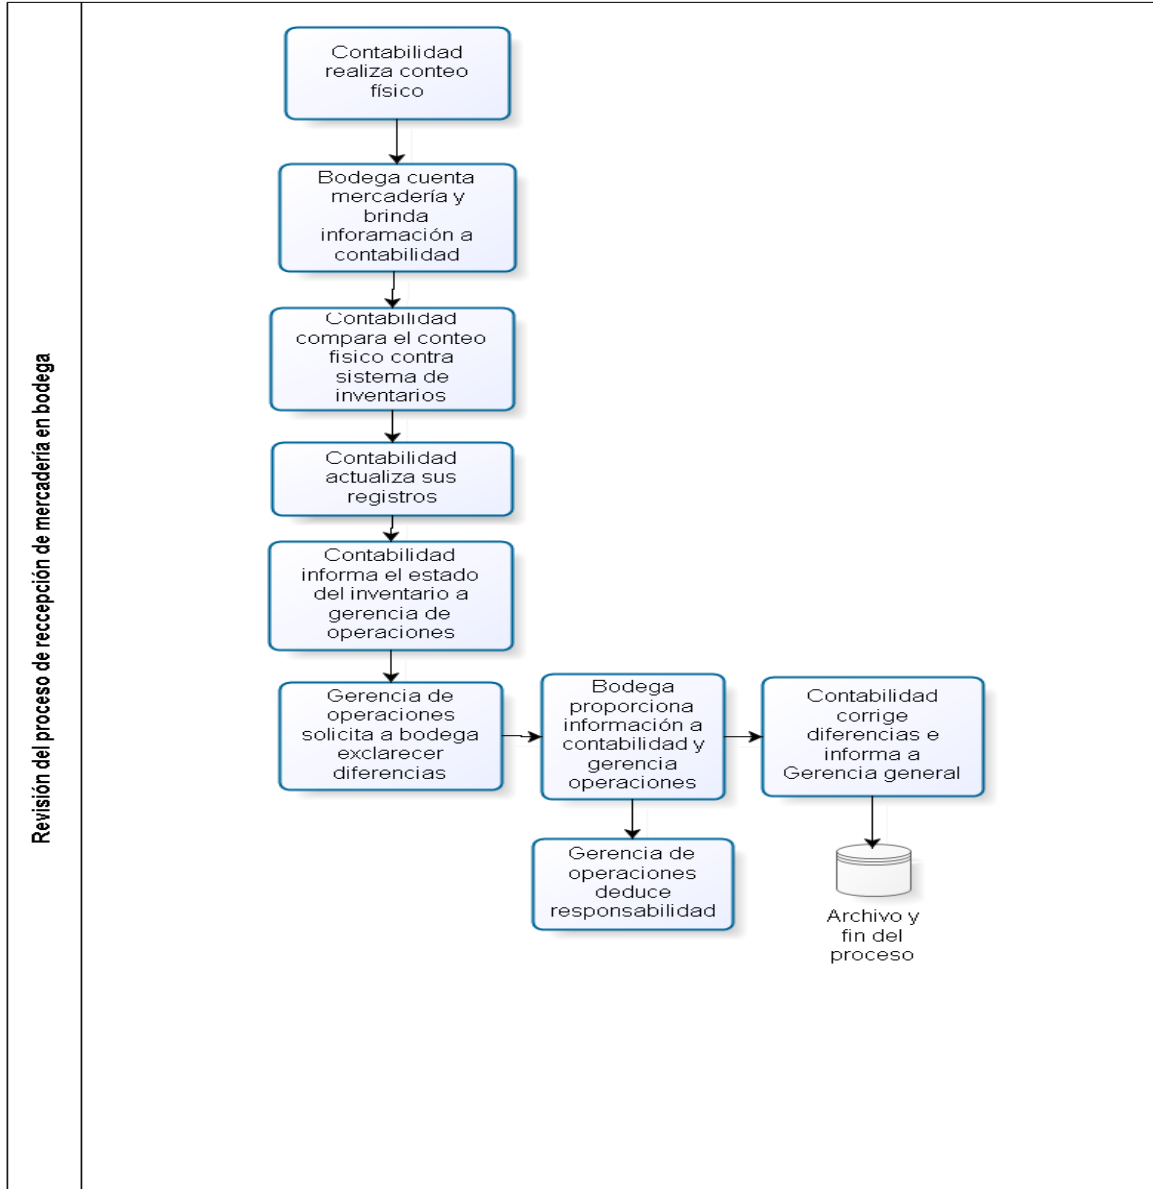 Revisión del proceso de reccepción de mercadería en bodega
Contabilidad
realiza conteo
físico
Bodega cuenta
mercadería y
brinda
inforamación a
contabilidad
Contabilidad
compara el conteo
fisico contra
sistema de
inventarios
Contabilidad
actualiza sus
registros
Contabilidad
informa el estado
del inventario a
gerencia de
operaciones
Gerencia de
operaciones
solicita a bodega
exclarecer
diferencias
Bodega
proporciona
información a
contabilidad y
gerencia
operaciones
Contabilidad
corrige
diferencias e
informa a
Gerencia general
Gerencia de
operaciones
deduce
responsabilidad
Archivo y
fin del
proceso